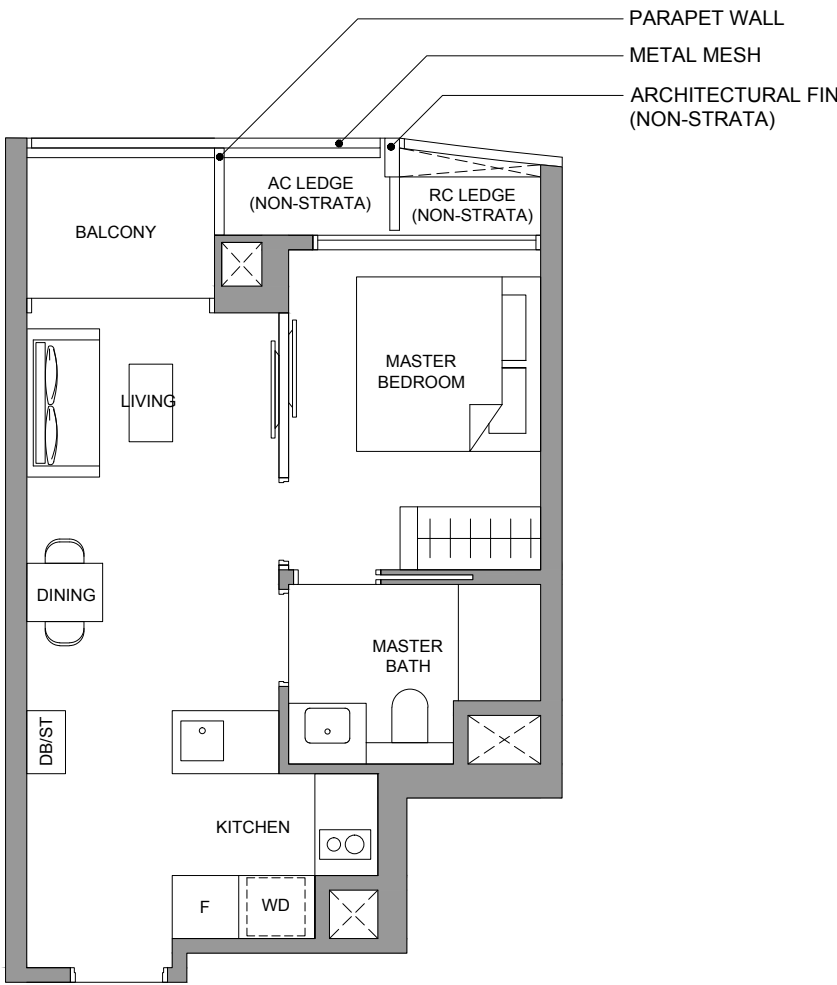 PARAPET WALL
METAL MESH
ARCHITECTURAL FIN
(NON-STRATA)
AC LEDGE
(NON-STRATA)
RC LEDGE
(NON-STRATA)
BALCONY
MASTER
BEDROOM
LIVING
DINING
MASTER
BATH
DB/ST
KITCHEN
F
WD